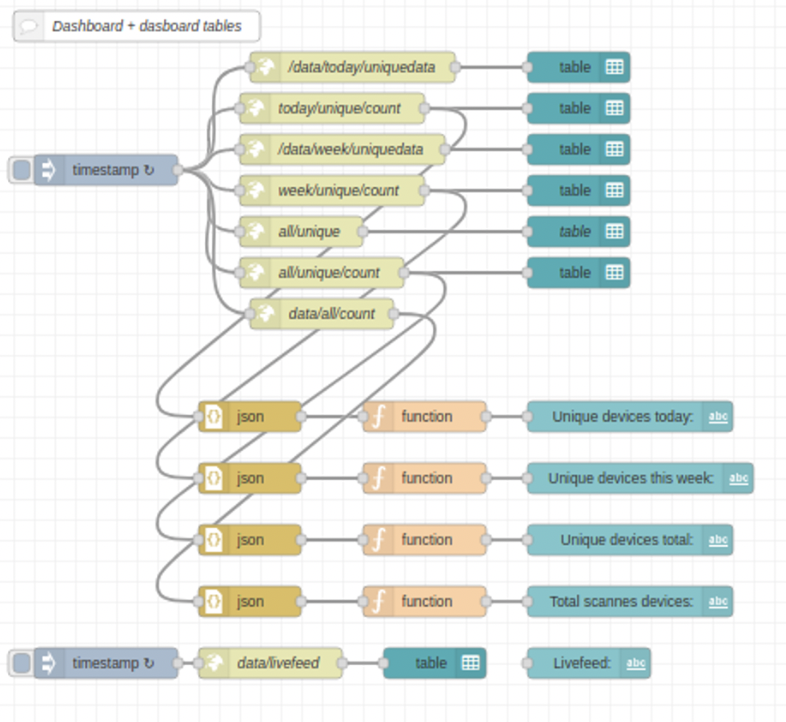 Dashboard + dasboard tables
/data/today/uniquedata table
today/unique/count table
/data/week/uniquedata table
timestamp ↻
week/unique/count table
all/unique table
all/unique/count table
data/all/count
json function Unique devices today: abc
json function Unique devices this week: abc
json function Unique devices total: abc
json function Total scannes devices: abc
timestamp ↻ data/livefeed table Livefeed: abc